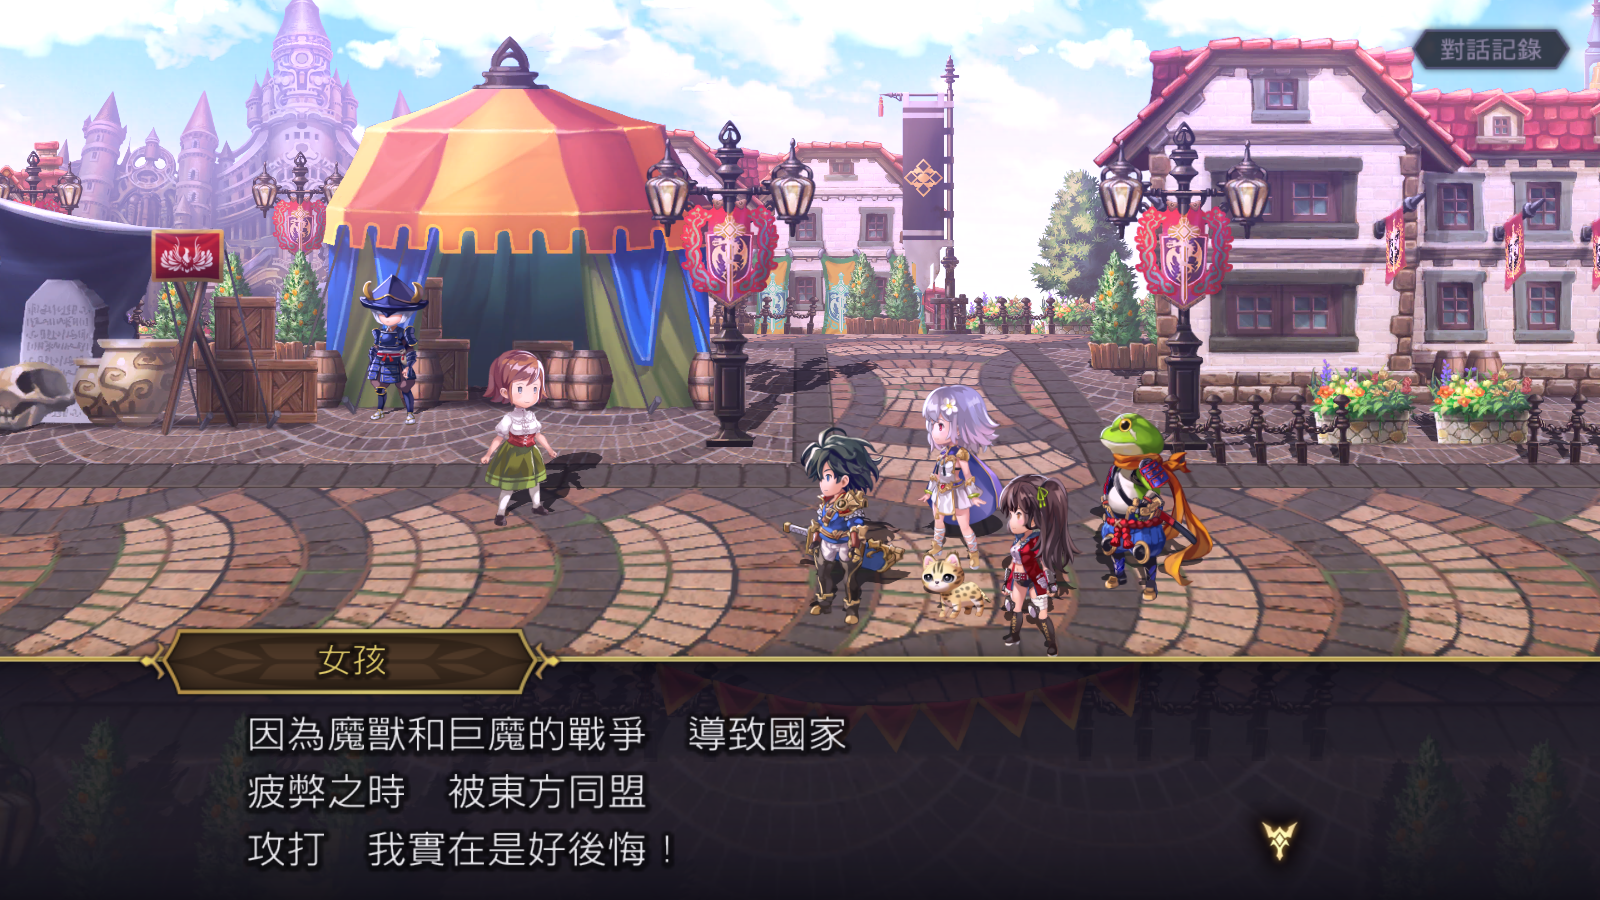 對話記錄
女孩
因為魔獸和巨魔的戰爭　導致國家
疲弊之時　被東方同盟
攻打　我實在是好後悔！